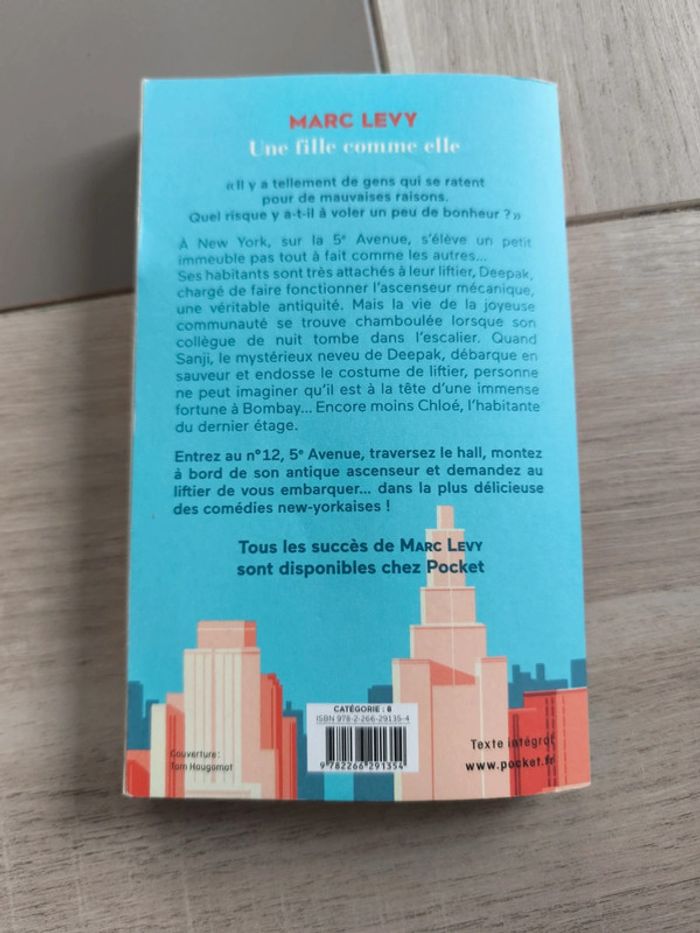 MARC LEVY
Une fille comme elle
«Il y a tellement de gens qui se ratent
pour de mauvaises raisons.
Quel risque y a-t-il à voler un peu de bonheur ?»
À New York, sur la 5e Avenue, s'élève un petit
immeuble pas tout à fait comme les autres...
Ses habitants sont très attachés à leur liftier, Deepak,
chargé de faire fonctionner l'ascenseur mécanique,
une véritable antiquité. Mais la vie de la joyeuse
communauté se trouve chamboulée lorsque son
collègue de nuit tombe dans l'escalier. Quand
Sanji, le mystérieux neveu de Deepak, débarque en
sauveur et endosse le costume de liftier, personne
ne peut imaginer qu'il est à la tête d'une immense
fortune à Bombay... Encore moins Chloé, l'habitante
du dernier étage.
Entrez au n°12, 5e Avenue, traversez le hall, montez
à bord de son antique ascenseur et demandez au
liftier de vous embarquer... dans la plus délicieuse
des comédies new-yorkaises !
Tous les succès de MARC LEVY
sont disponibles chez Pocket
CATÉGORIE : 8
ISBN 978-2-266-29135-4
9 782266 291354
Couverture :
Tom Haugomat
Texte intégral
www.pocket.fr